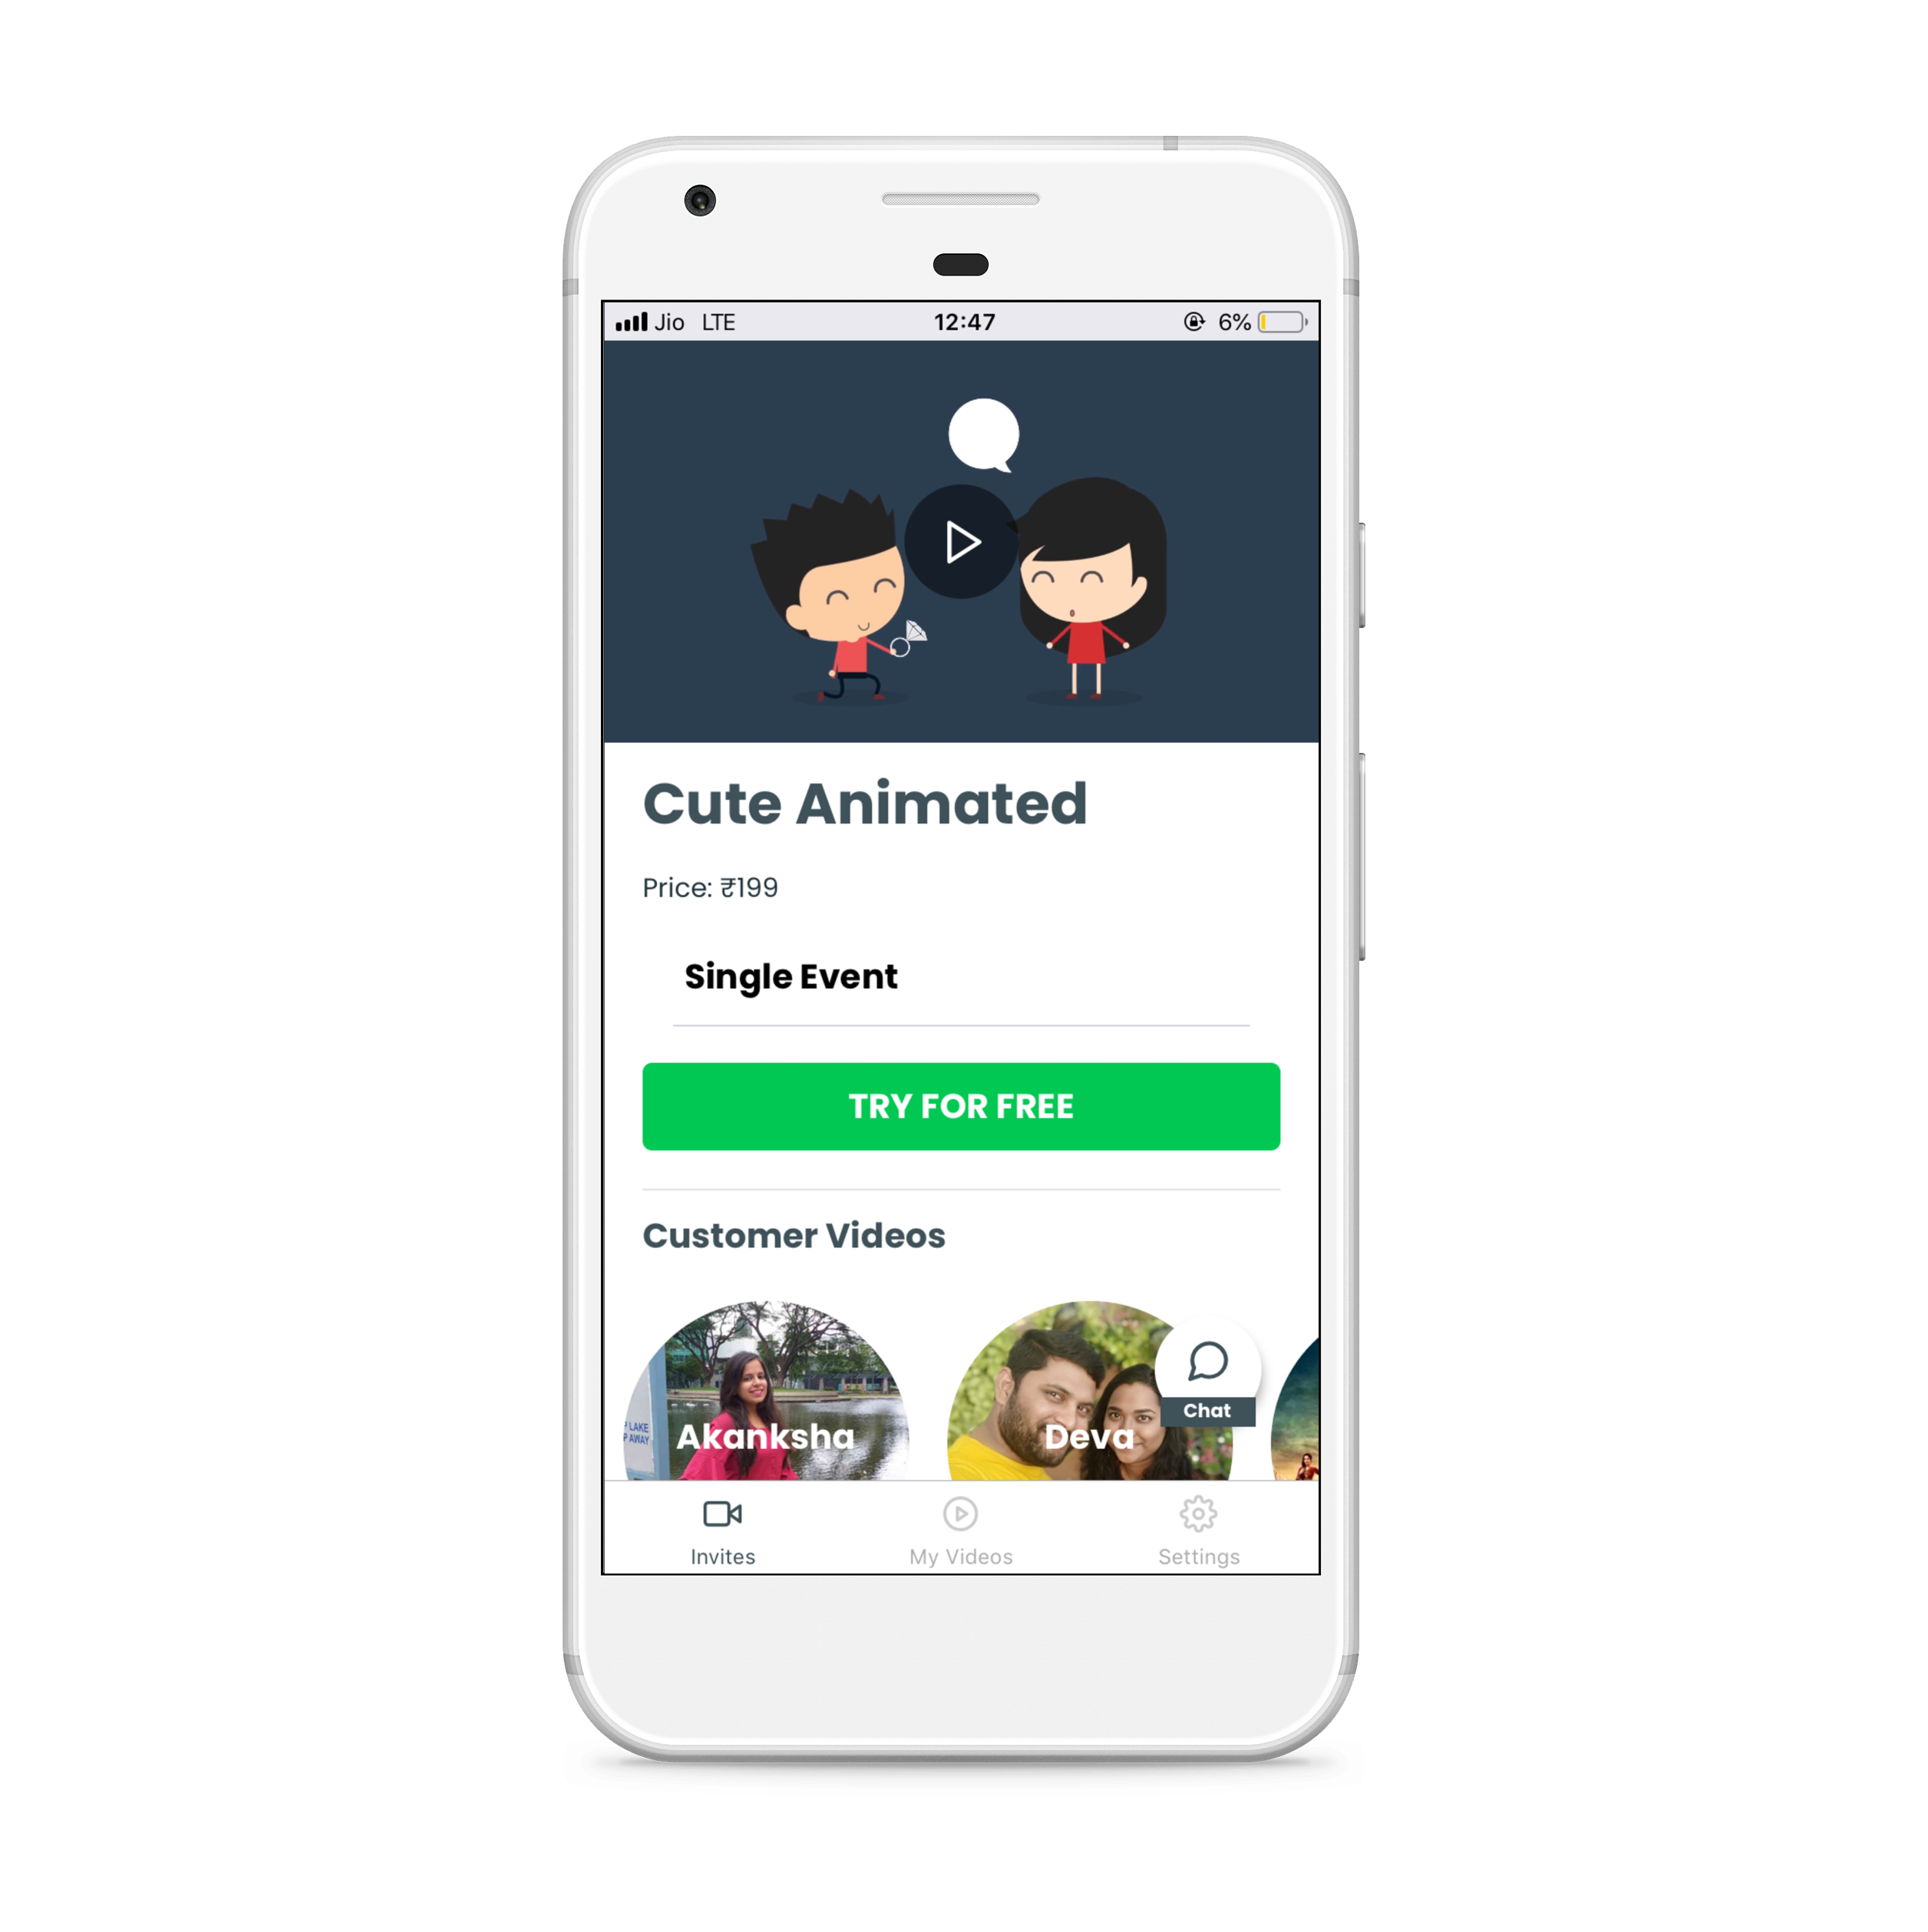 Jio LTE 12:47 6%
Cute Animated
Price: ₹199
Single Event
TRY FOR FREE
Customer Videos
LAKE
AWAY
Akanksha
Deva
Chat
Invites My Videos Settings